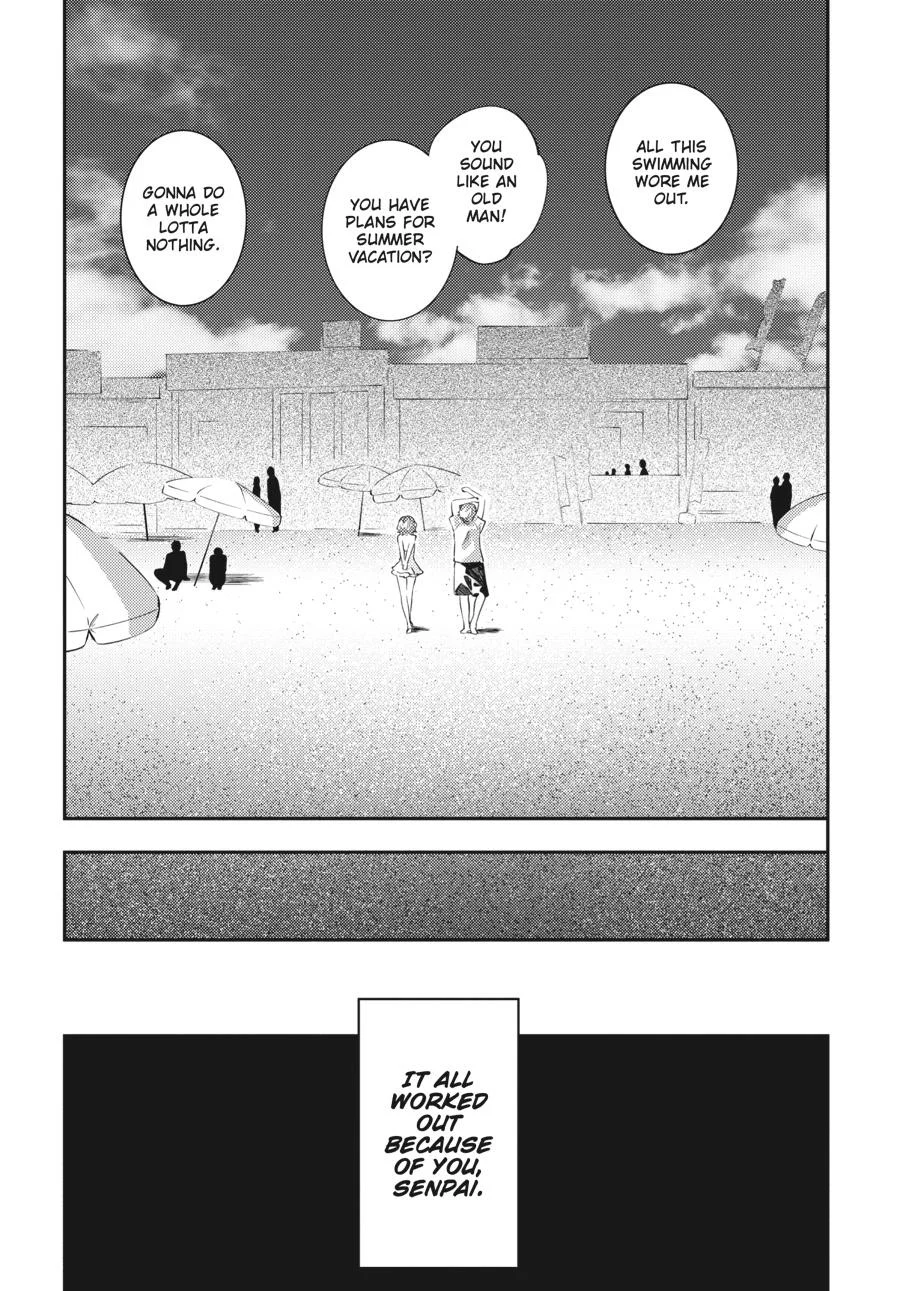 ALL THIS
SWIMMING
WORE ME
OUT.
YOU
SOUND
LIKE AN
OLD
MAN!
YOU HAVE
PLANS FOR
SUMMER
VACATION?
GONNA DO
A WHOLE
LOTTA
NOTHING.
IT ALL
WORKED
OUT
BECAUSE
OF YOU,
SENPAI.